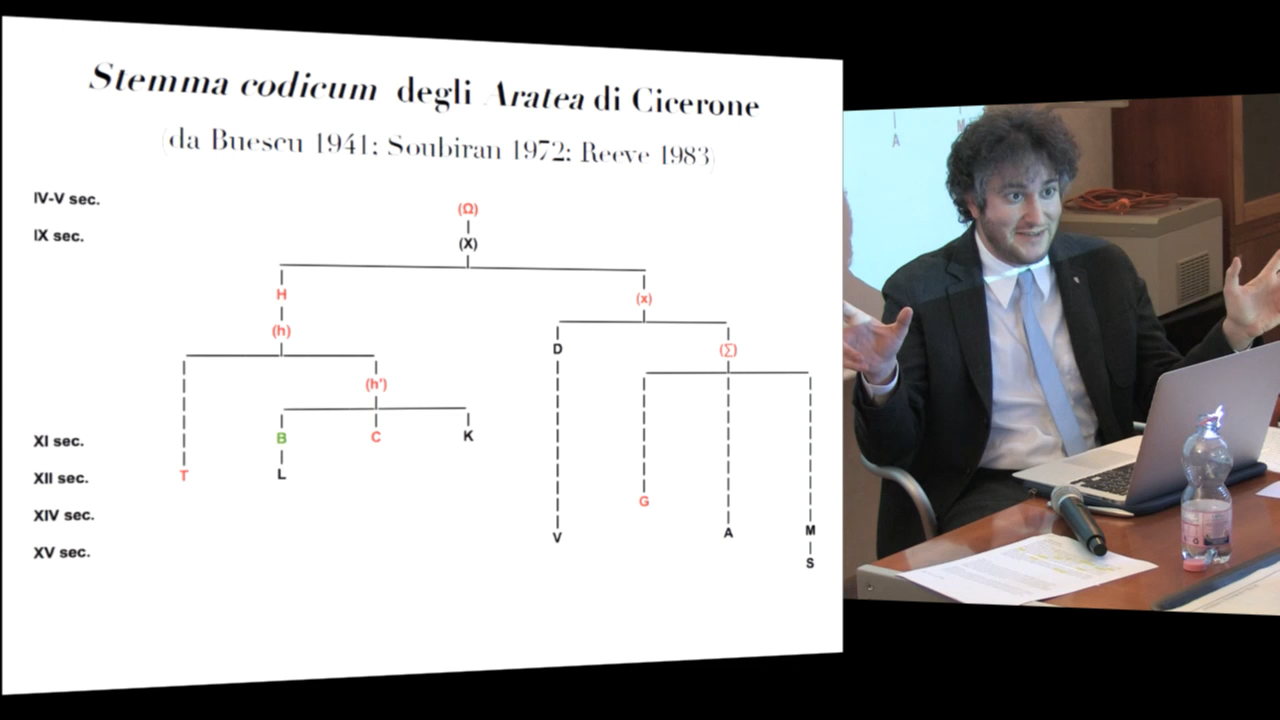 Stemma codicum degli Aratea di Cicerone
(da Buescu 1941; Soubiran 1972; Reeve 1983)
IV-V sec.
(Ω)
IX sec.
(X)
H
(x)
(h)
D
(Σ)
(h')
XI sec.
B
C
K
XII sec.
T
L
G
XIV sec.
V
A
M
XV sec.
S
A
M